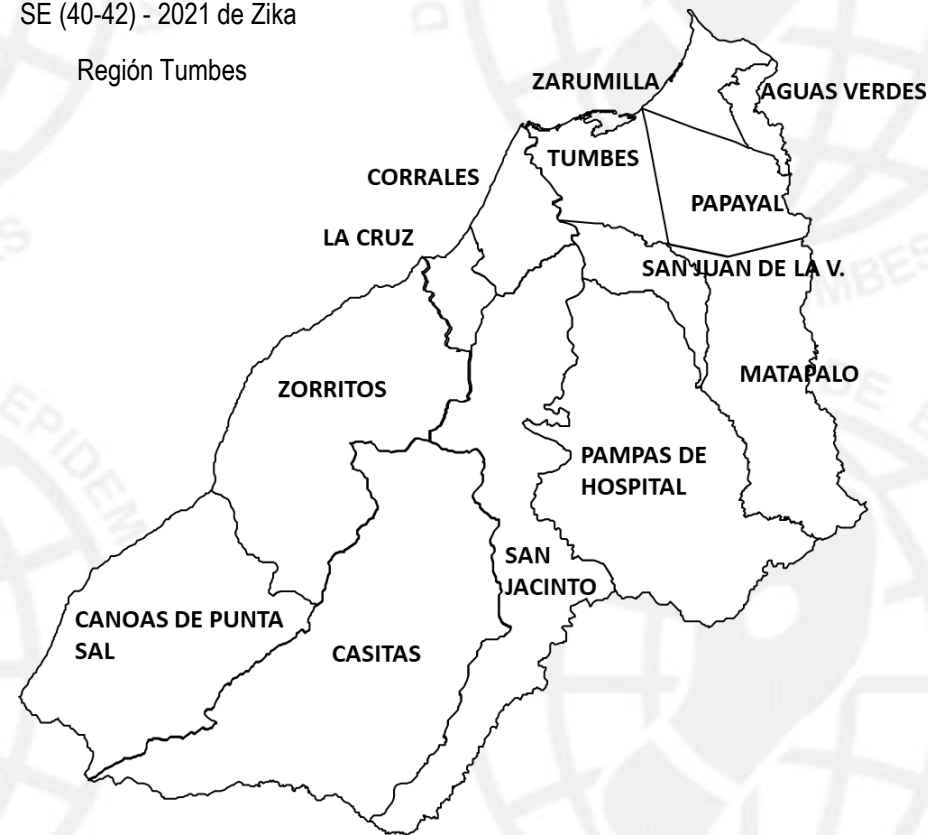 SE (40-42) - 2021 de Zika
Región Tumbes
ZARUMILLA
AGUAS VERDES
TUMBES
CORRALES
PAPAYAL
LA CRUZ
SAN JUAN DE LA V.
MATAPALO
ZORRITOS
PAMPAS DE
HOSPITAL
SAN
JACINTO
CANOAS DE PUNTA
SAL
CASITAS